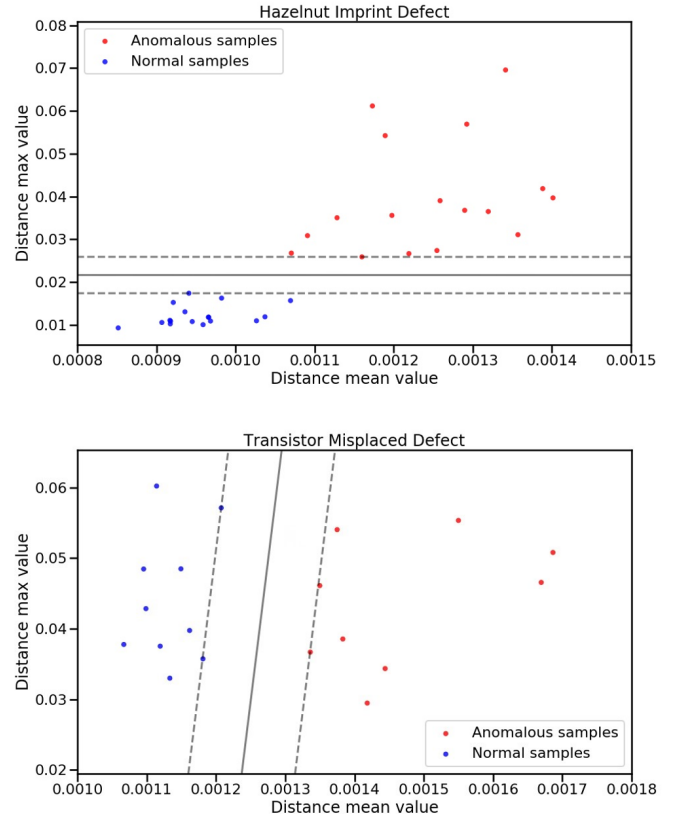 Hazelnut Imprint Defect
0.08
0.07
0.06
0.05
0.04
0.03
0.02
0.01
Distance max value
Anomalous samples
Normal samples
0.0008 0.0009 0.0010 0.0011 0.0012 0.0013 0.0014 0.0015
Distance mean value
Transistor Misplaced Defect
0.06
0.05
0.04
0.03
0.02
Distance max value
Anomalous samples
Normal samples
0.0010 0.0011 0.0012 0.0013 0.0014 0.0015 0.0016 0.0017 0.0018
Distance mean value